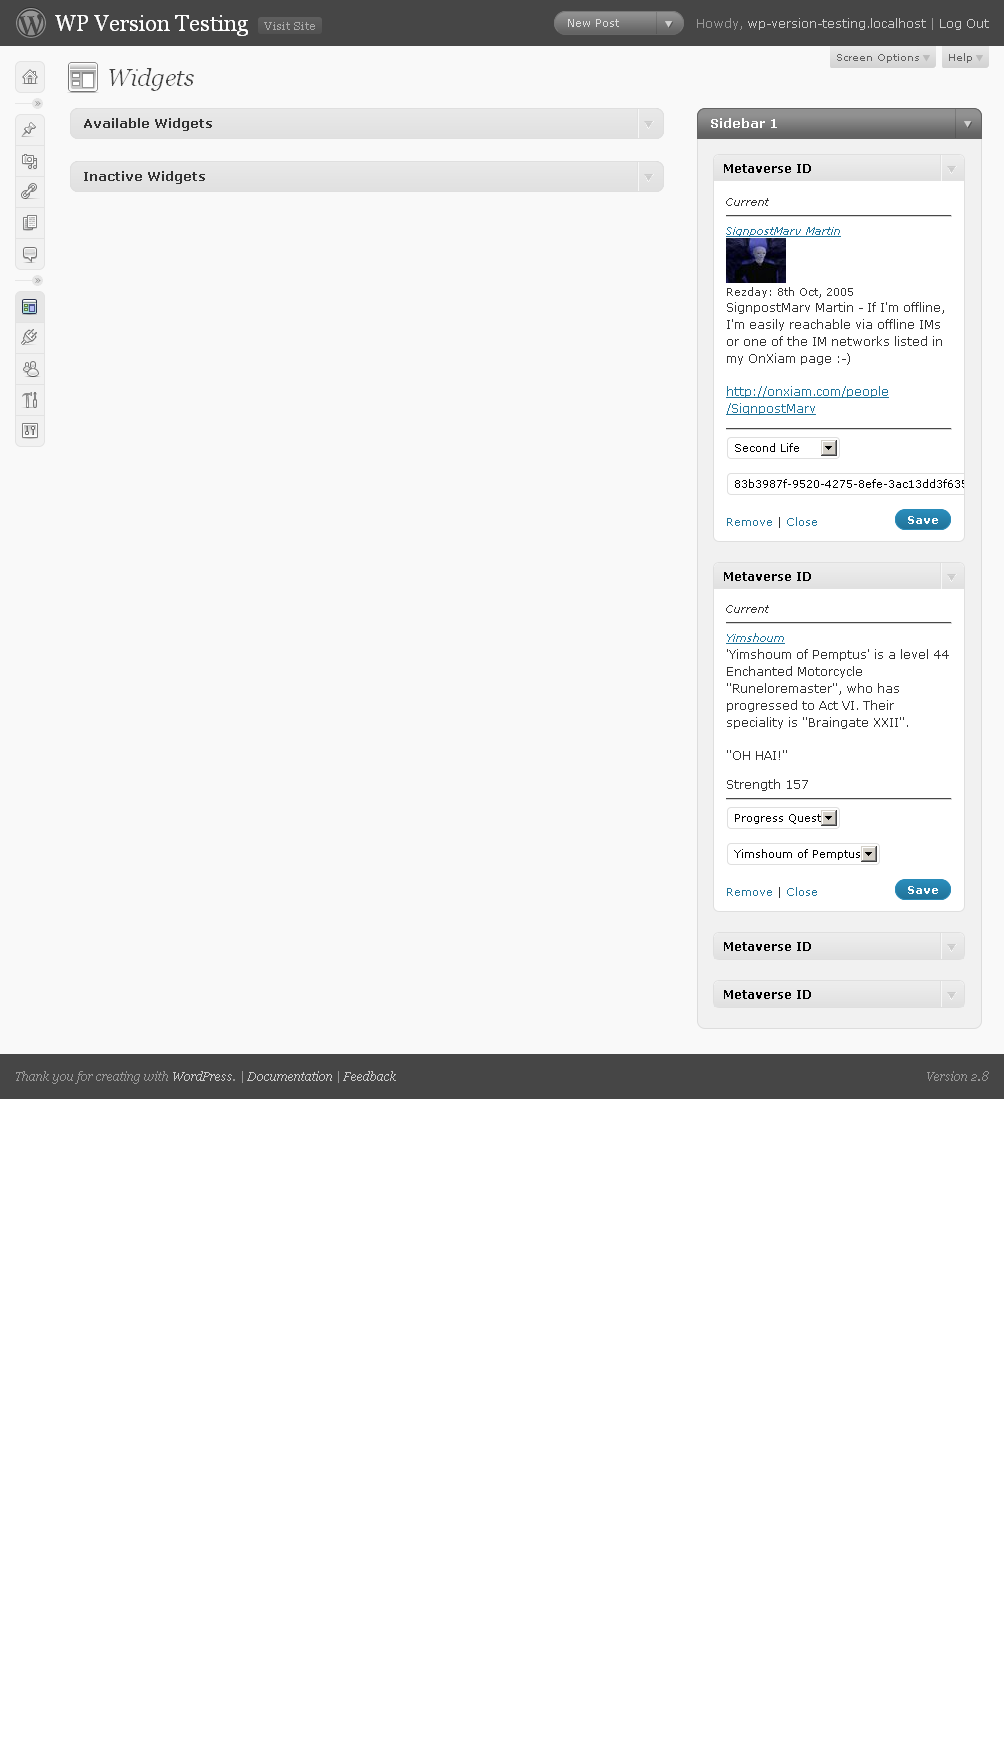 WP Version Testing Visit Site New Post Howdy, wp-version-testing.localhost | Log Out
Screen Options Help
Widgets
Available Widgets
Inactive Widgets
Sidebar 1
Metaverse ID
Current
SignpostMarv Martin
Rezday: 8th Oct, 2005
SignpostMarv Martin - If I'm offline,
I'm easily reachable via offline IMs
or one of the IM networks listed in
my OnXiam page :-)
http://onxiam.com/people
/SignpostMarv
Second Life
83b3987f-9520-4275-8efe-3ac13dd3f635
Remove | Close Save
Metaverse ID
Current
Yimshoum
'Yimshoum of Pemptus' is a level 44
Enchanted Motorcycle
"Runeloremaster", who has
progressed to Act VI. Their
speciality is "Braingate XXII".
"OH HAI!"
Strength 157
Progress Quest
Yimshoum of Pemptus
Remove | Close Save
Metaverse ID
Metaverse ID
Thank you for creating with WordPress. | Documentation | Feedback Version 2.8